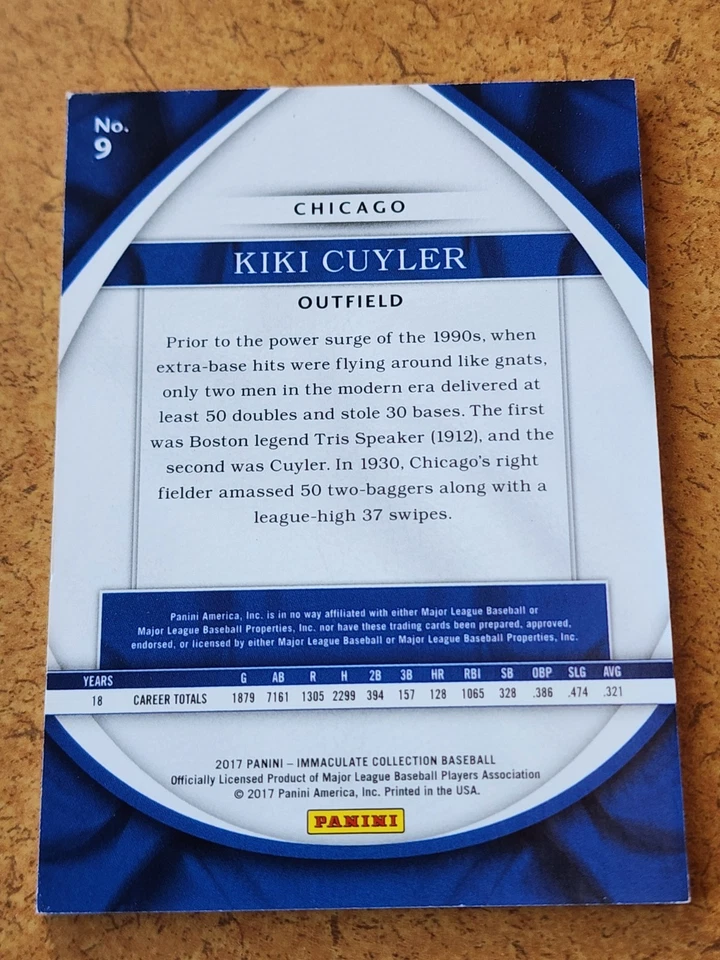 No.
9
CHICAGO
KIKI CUYLER
OUTFIELD
Prior to the power surge of the 1990s, when
extra-base hits were flying around like gnats,
only two men in the modern era delivered at
least 50 doubles and stole 30 bases. The first
was Boston legend Tris Speaker (1912), and the
second was Cuyler. In 1930, Chicago's right
fielder amassed 50 two-baggers along with a
league-high 37 swipes.
Panini America, Inc. is in no way affiliated with either Major League Baseball or
Major League Baseball Properties, Inc. nor have these trading cards been prepared, approved,
endorsed, or licensed by either Major League Baseball or Major League Baseball Properties, Inc.
YEARS G AB R H 2B 3B HR RBI SB OBP SLG AVG
18 CAREER TOTALS 1879 7161 1305 2299 394 157 128 1065 328 .386 .474 .321
2017 PANINI – IMMACULATE COLLECTION BASEBALL
Officially Licensed Product of Major League Baseball Players Association
© 2017 Panini America, Inc. Printed in the USA.
PANINI